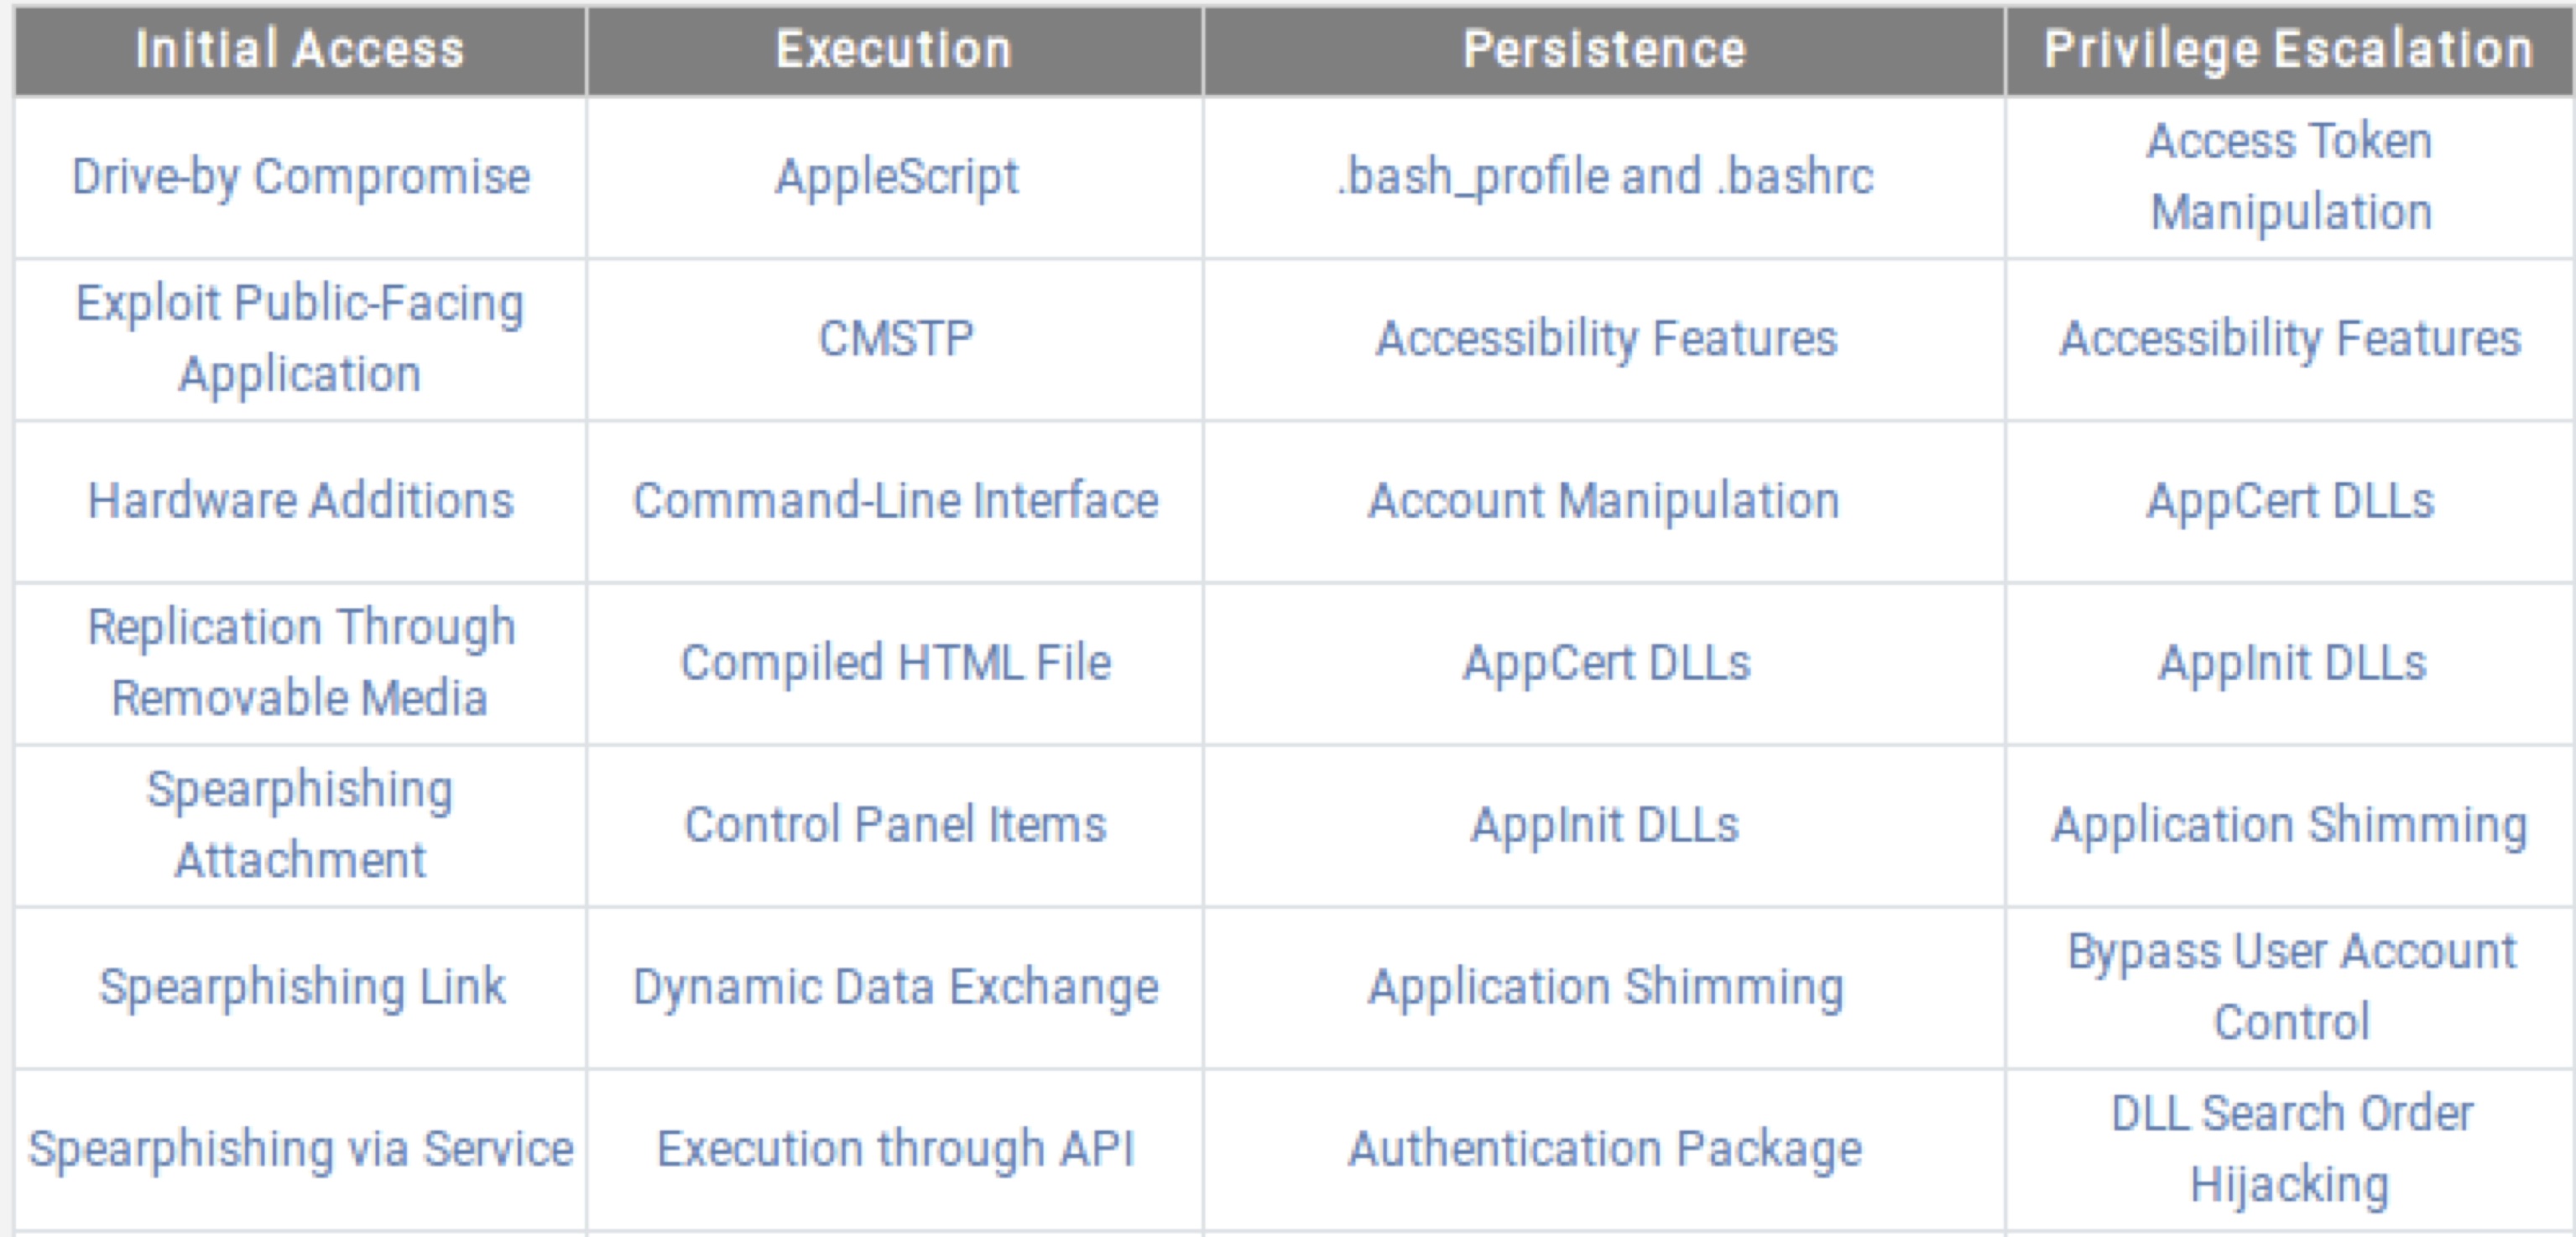 Initial Access
Execution
Persistence
Privilege Escalation
Drive-by Compromise
AppleScript
.bash_profile and .bashrc
Access Token
Manipulation
Exploit Public-Facing
Application
CMSTP
Accessibility Features
Accessibility Features
Hardware Additions
Command-Line Interface
Account Manipulation
AppCert DLLs
Replication Through
Removable Media
Compiled HTML File
AppCert DLLs
AppInit DLLs
Spearphishing
Attachment
Control Panel Items
AppInit DLLs
Application Shimming
Spearphishing Link
Dynamic Data Exchange
Application Shimming
Bypass User Account
Control
Spearphishing via Service
Execution through API
Authentication Package
DLL Search Order
Hijacking